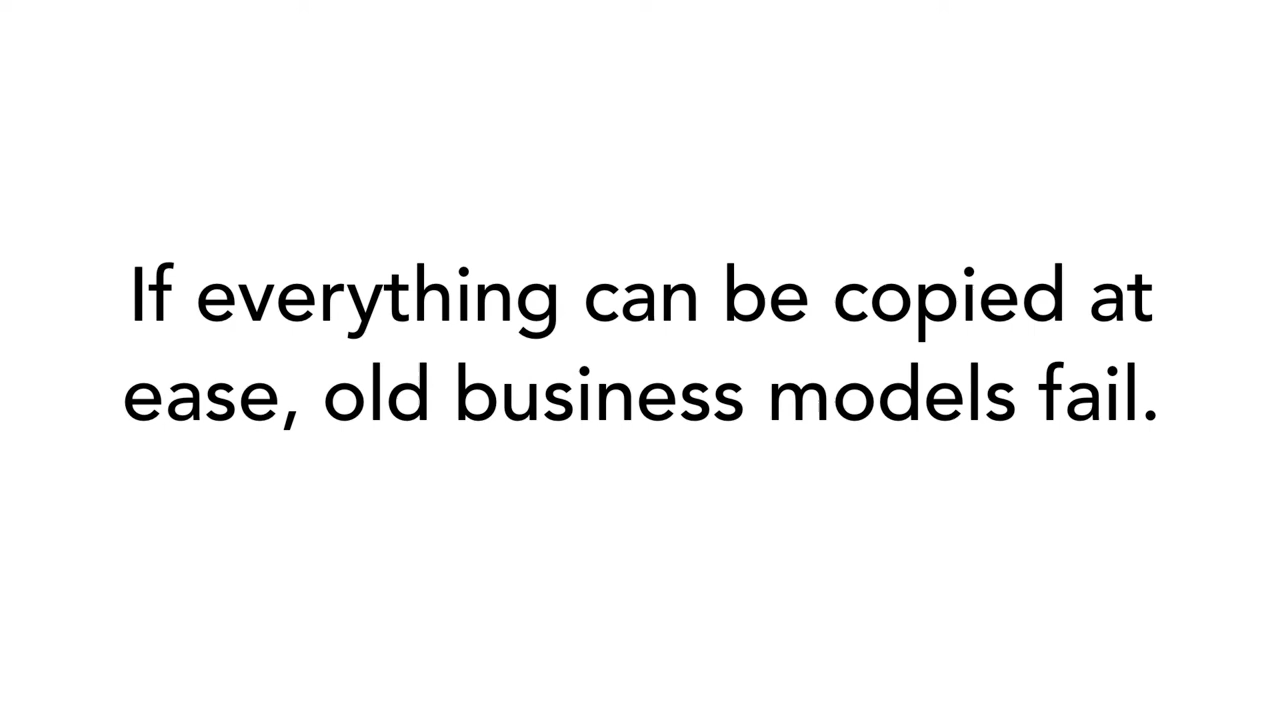 If everything can be copied at
ease, old business models fail.